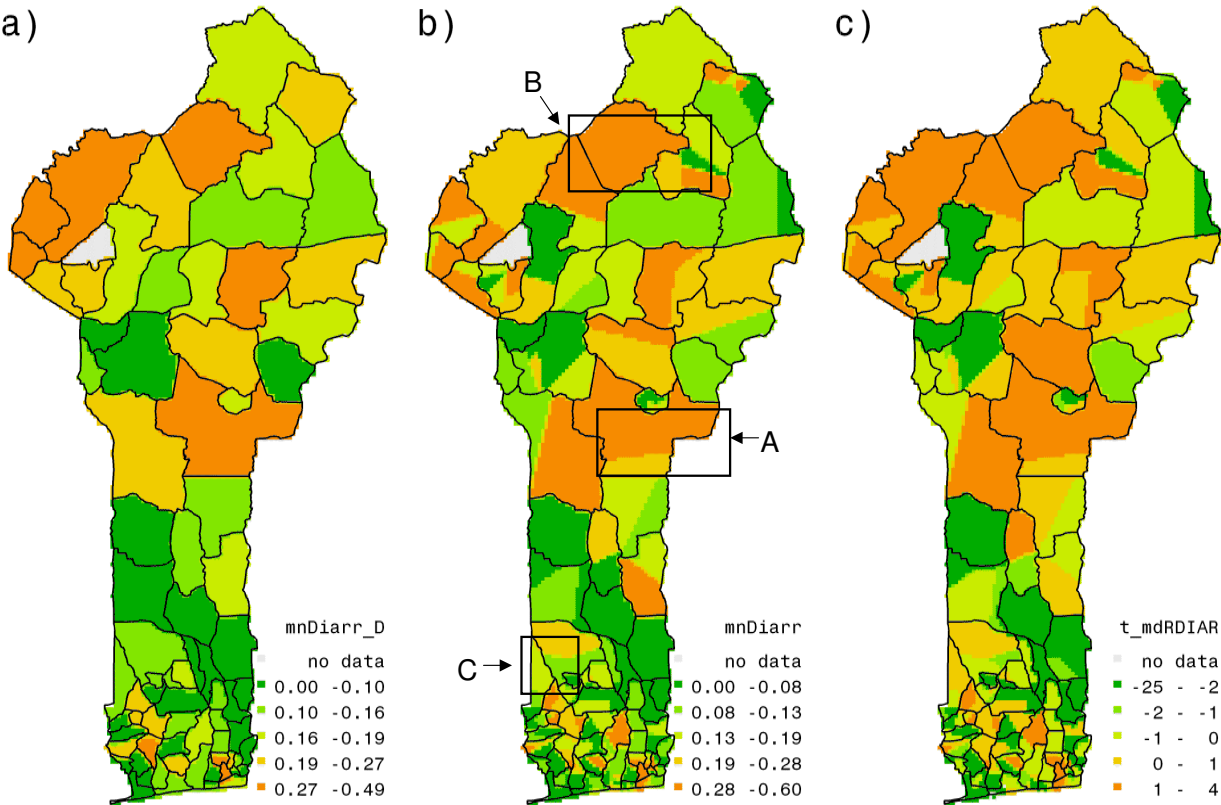 a)
b)
c)
B
A
C
mnDiarr_D
no data
0.00 -0.10
0.10 -0.16
0.16 -0.19
0.19 -0.27
0.27 -0.49
mnDiarr
no data
0.00 -0.08
0.08 -0.13
0.13 -0.19
0.19 -0.28
0.28 -0.60
t_mdRDIAR
no data
-25 - -2
-2 - -1
-1 - 0
0 - 1
1 - 4